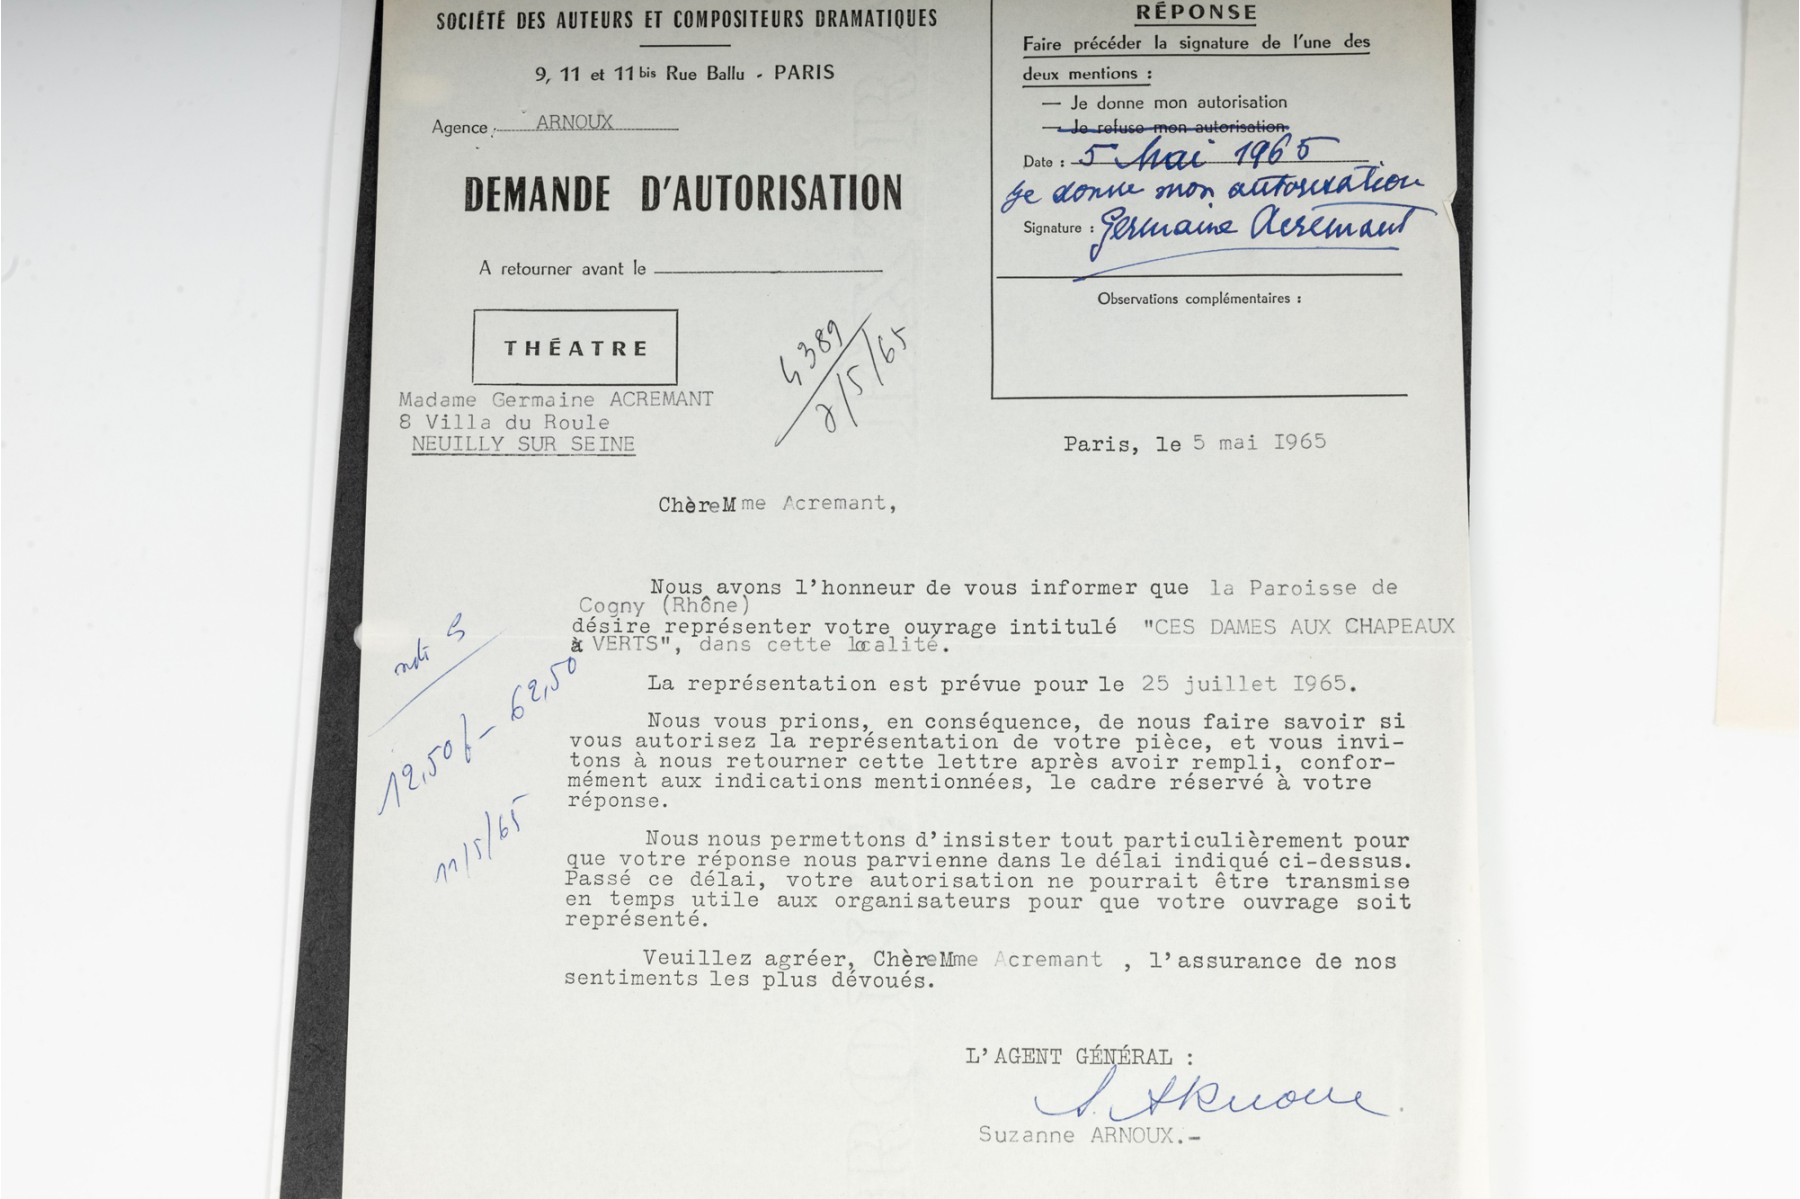 SOCIÉTÉ DES AUTEURS ET COMPOSITEURS DRAMATIQUES
9, 11 et 11 bis Rue Ballu - PARIS
Agence : ARNOUX
DEMANDE D'AUTORISATION
A retourner avant le
THÉATRE
Madame Germaine ACREMANT
8 Villa du Roule
NEUILLY SUR SEINE
4389
7/5/65
RÉPONSE
Faire précéder la signature de l'une des
deux mentions :
— Je donne mon autorisation
— Je refuse mon autorisation
Date : 5 Mai 1965
Je donne mon autorisation
Signature : Germaine Acremant
Observations complémentaires :
Paris, le 5 mai I965
ChèreMme Acremant,
Nous avons l'honneur de vous informer que la Paroisse de
Cogny (Rhône)
désire représenter votre ouvrage intitulé "CES DAMES AUX CHAPEAUX
VERTS", dans cette localité.
La représentation est prévue pour le 25 juillet I965.
Nous vous prions, en conséquence, de nous faire savoir si
vous autorisez la représentation de votre pièce, et vous invi-
tons à nous retourner cette lettre après avoir rempli, confor-
mément aux indications mentionnées, le cadre réservé à votre
réponse.
Nous nous permettons d'insister tout particulièrement pour
que votre réponse nous parvienne dans le délai indiqué ci-dessus.
Passé ce délai, votre autorisation ne pourrait être transmise
en temps utile aux organisateurs pour que votre ouvrage soit
représenté.
Veuillez agréer, ChèreMme Acremant , l'assurance de nos
sentiments les plus dévoués.
12,50 - 62,50
11/5/65
L'AGENT GÉNÉRAL :
S. Arnoux.
Suzanne ARNOUX.-